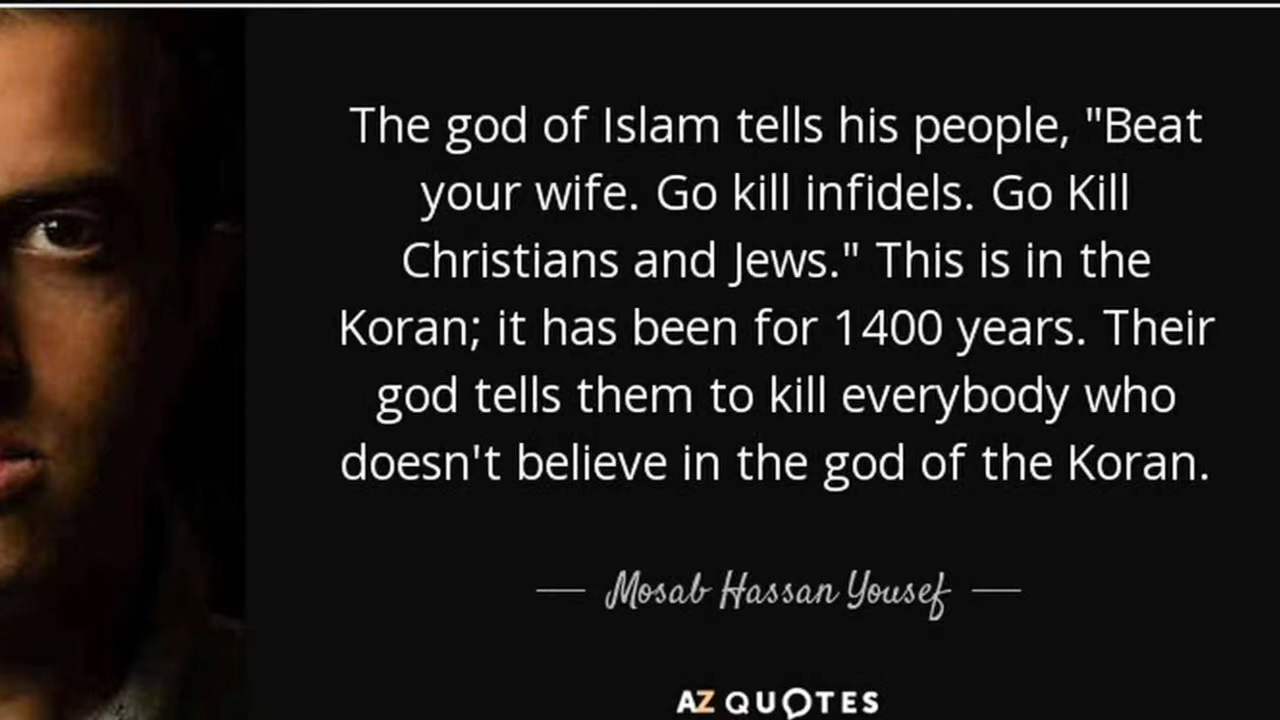 The god of Islam tells his people, "Beat
your wife. Go kill infidels. Go Kill
Christians and Jews." This is in the
Koran; it has been for 1400 years. Their
god tells them to kill everybody who
doesn't believe in the god of the Koran.
— Mosab Hassan Yousef —
AZ QUOTES